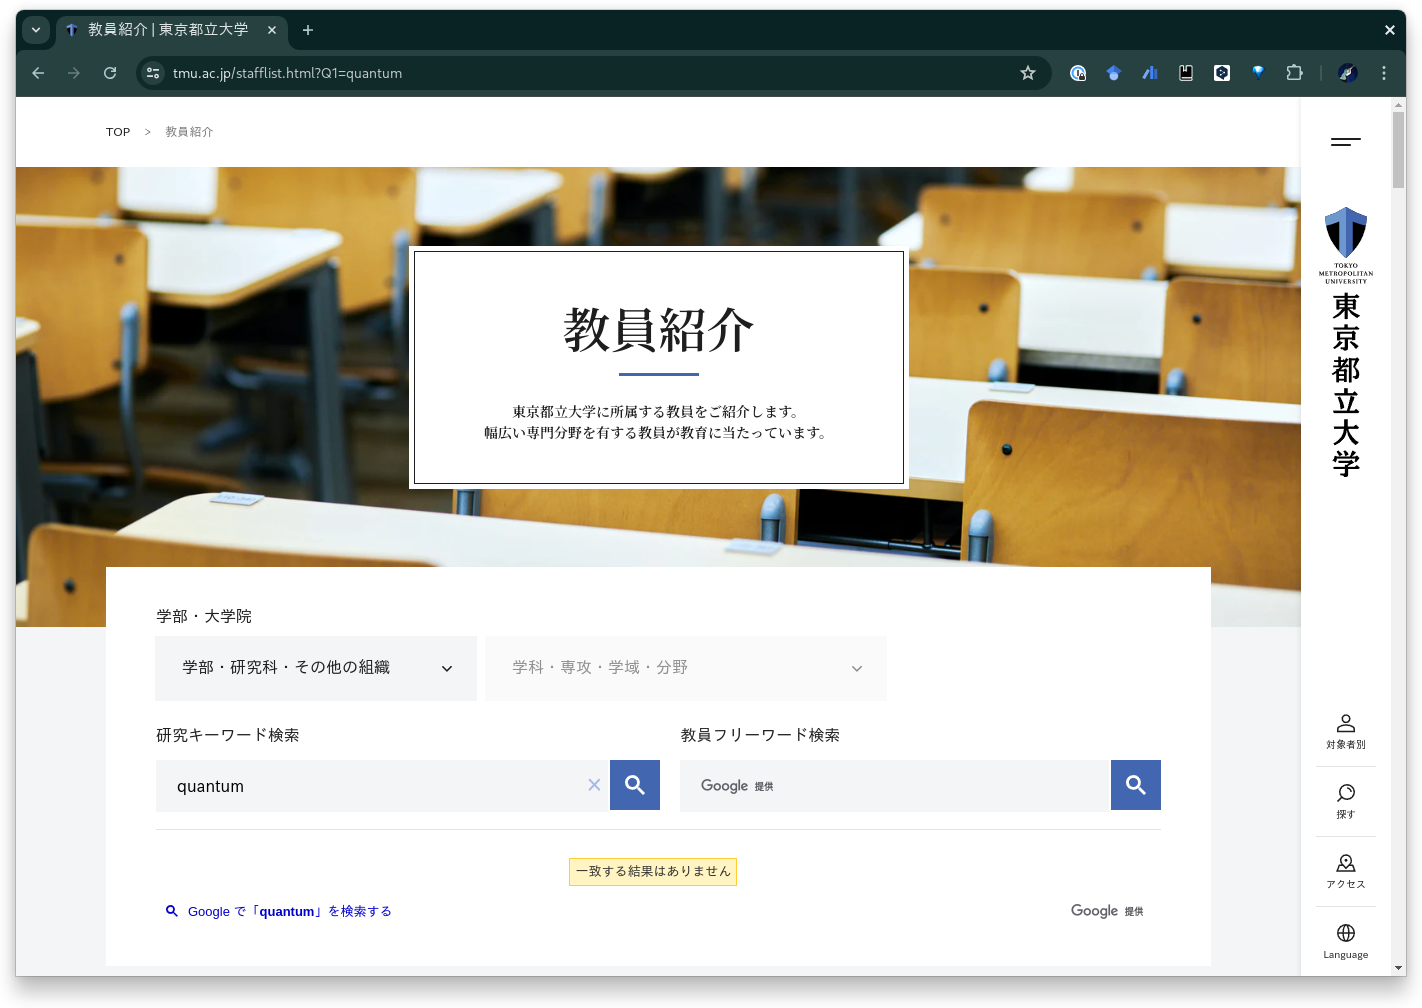 教員紹介 | 東京都立大学
tmu.ac.jp/stafflist.html?Q1=quantum
TOP > 教員紹介
教員紹介
東京都立大学に所属する教員をご紹介します。
幅広い専門分野を有する教員が教育に当たっています。
TOKYO
METROPOLITAN
UNIVERSITY
東京都立大学
学部・大学院
学部・研究科・その他の組織
学科・専攻・学域・分野
研究キーワード検索
教員フリーワード検索
quantum
Google 提供
一致する結果はありません
Google で「quantum」を検索する
Google 提供
対象者別
探す
アクセス
Language